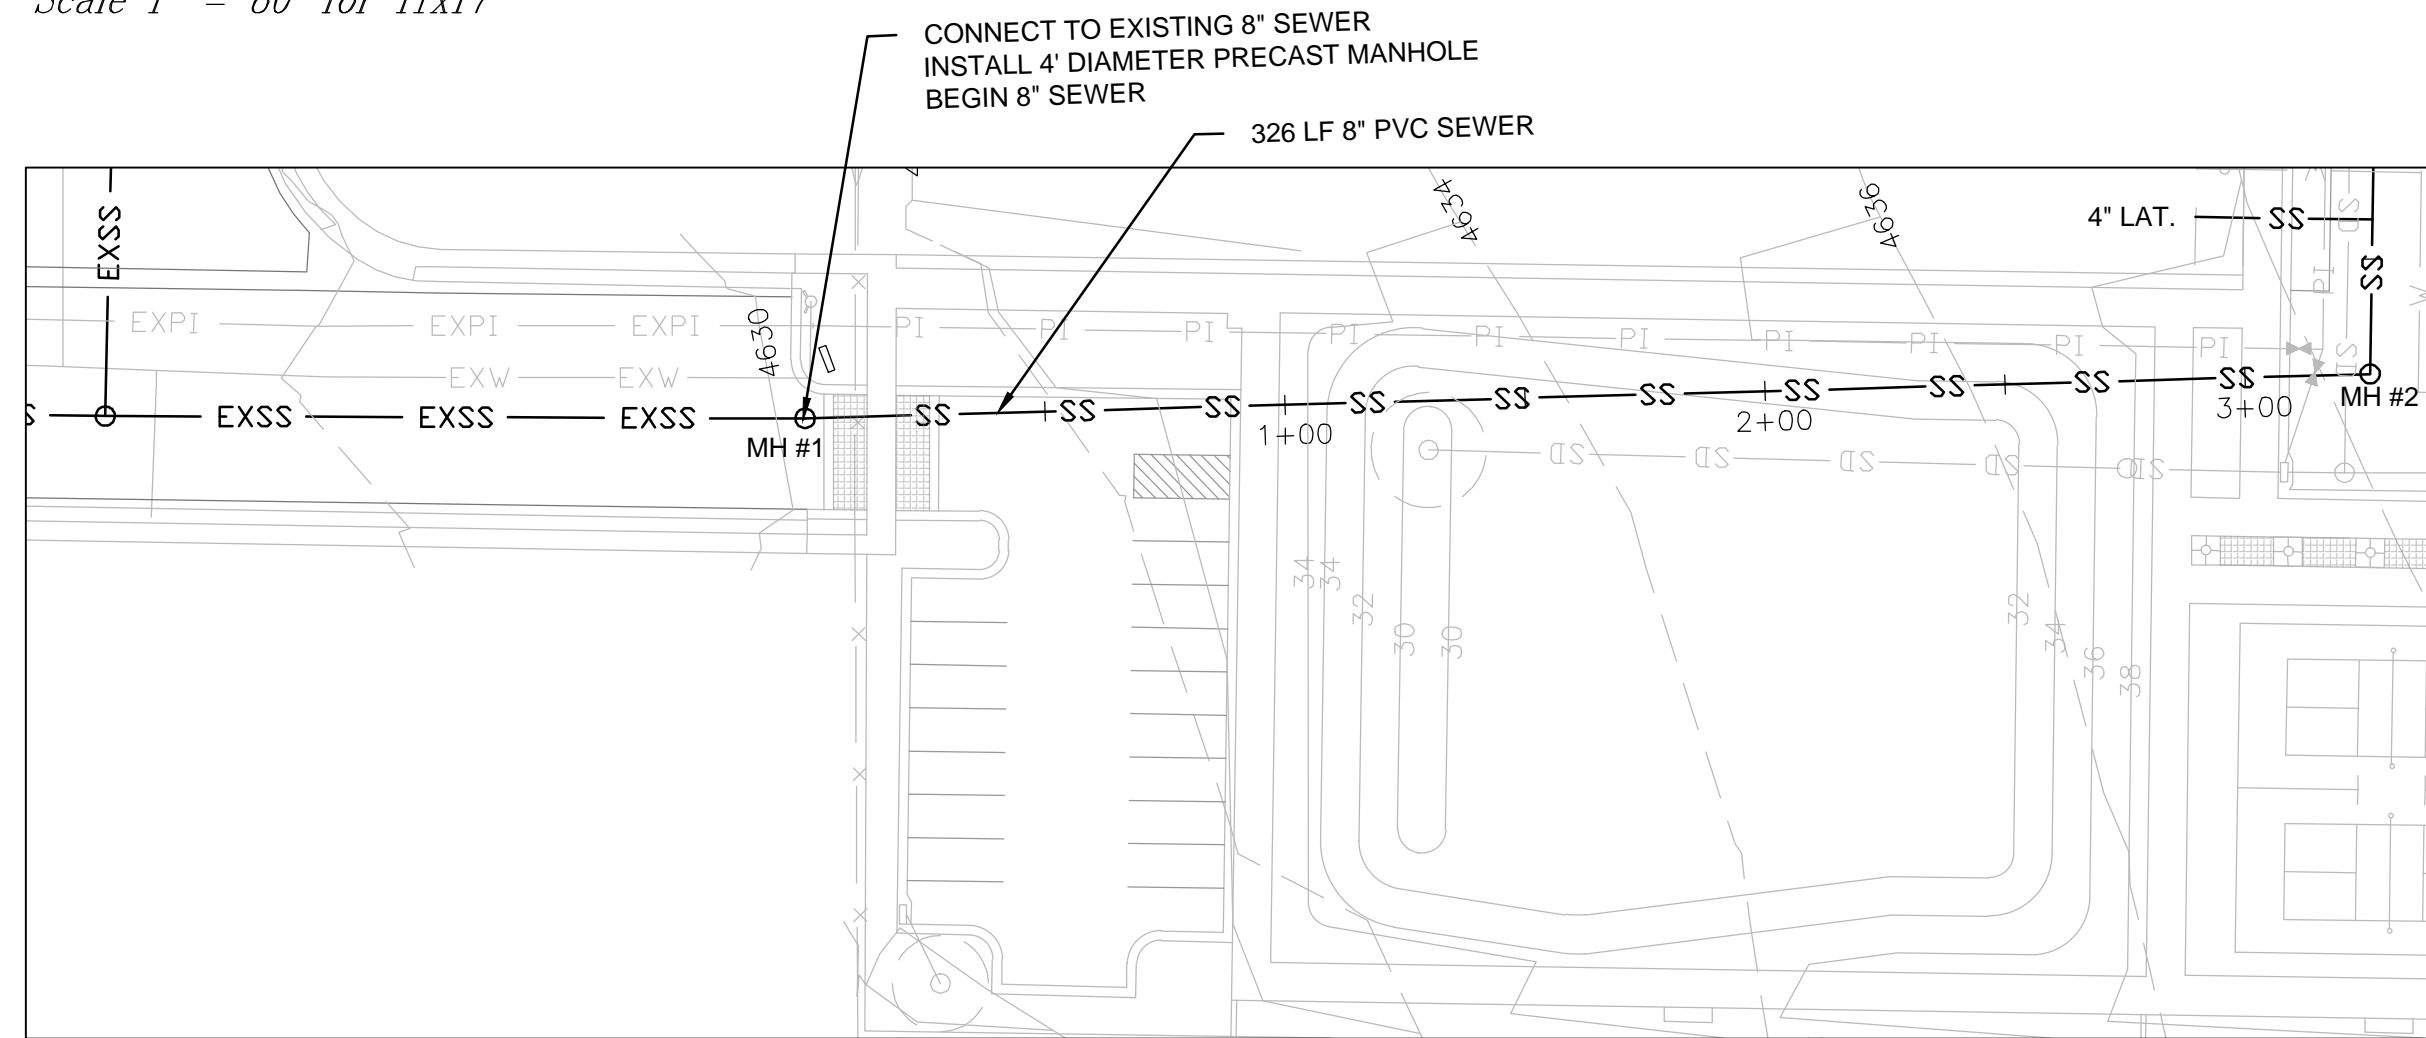 Scale 1" = 60' for 11x17
CONNECT TO EXISTING 8" SEWER
INSTALL 4' DIAMETER PRECAST MANHOLE
BEGIN 8" SEWER
326 LF 8" PVC SEWER
4634
4636
4" LAT.
SS
SD
EXSS
SS
PI
W
4630
EXPI
EXPI
EXPI
PI
PI
PI
PI
PI
PI
PI
PI
PI
PI
EXW
EXW
SD
SS
EXSS
EXSS
EXSS
SS
SS
SS
SS
SS
SS
SS
SS
SS
SS
MH #1
1+00
2+00
3+00
MH #2
SD
SD
SD
SD
SD
34
34
32
30
30
32
34
36
38